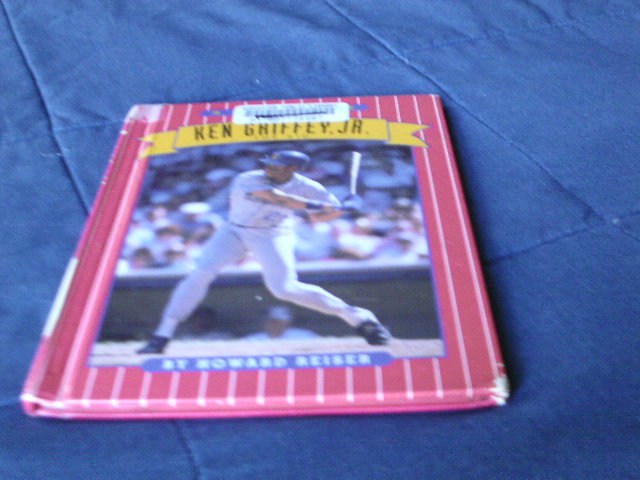 KEN GRIFFEY, JR.
BY HOWARD REISER